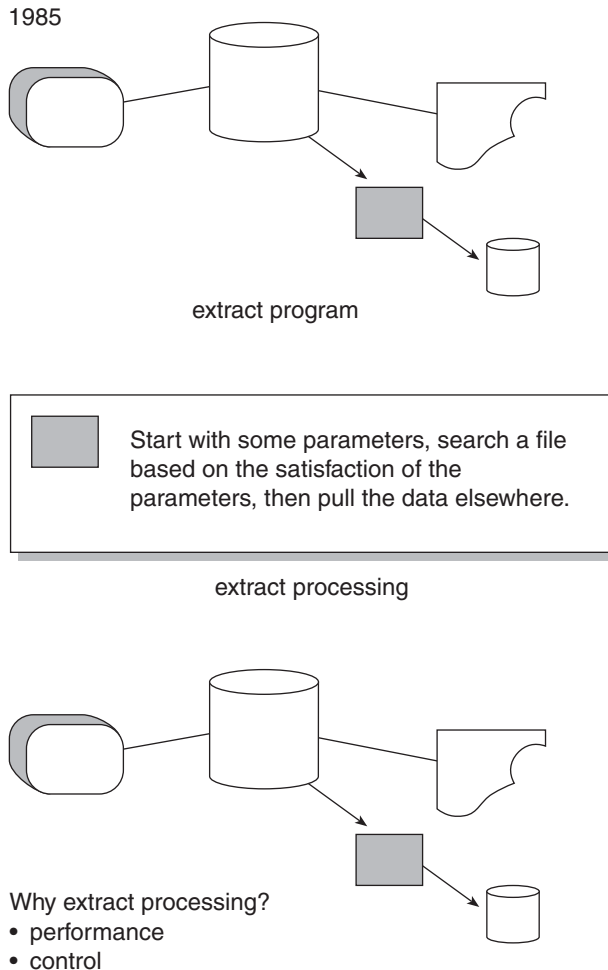 1985
extract program
Start with some parameters, search a file
based on the satisfaction of the
parameters, then pull the data elsewhere.
extract processing
Why extract processing?
• performance
• control